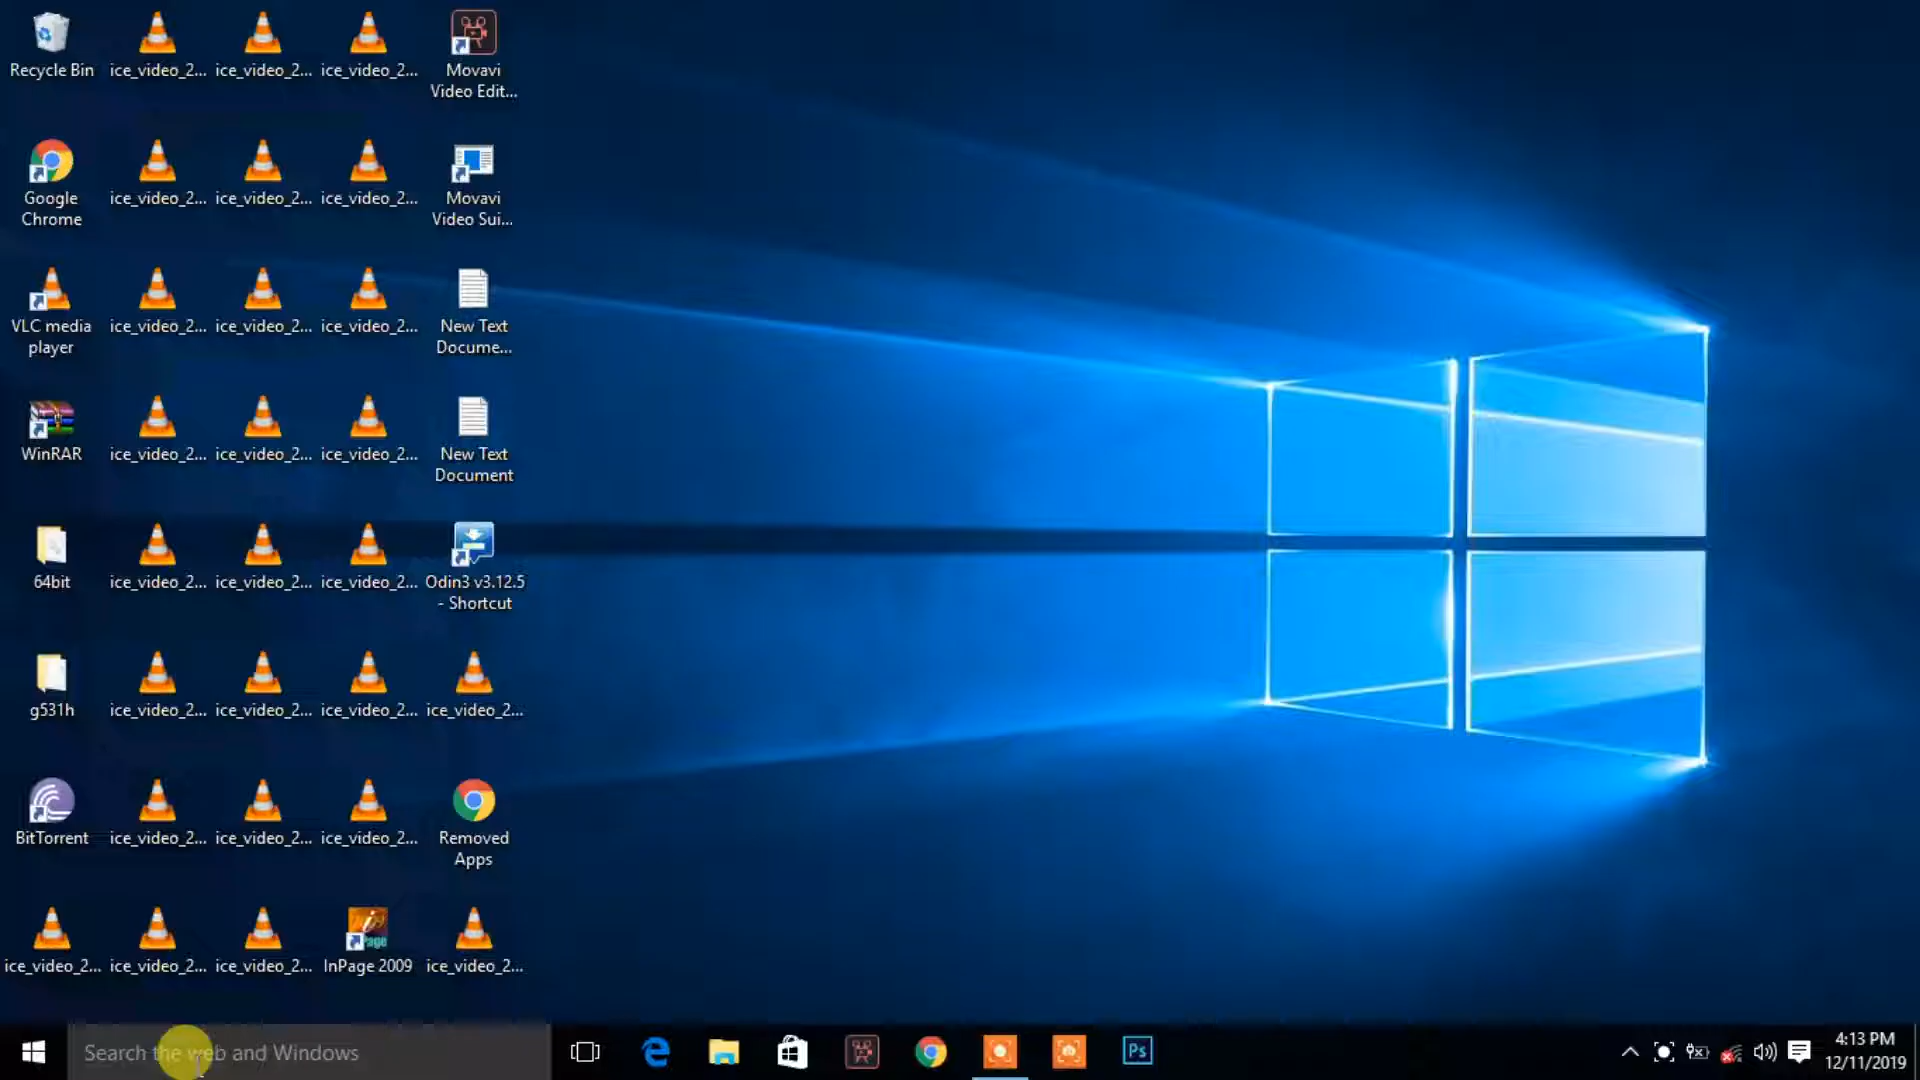 Recycle Bin
ice_video_2...
ice_video_2...
ice_video_2...
Movavi
Video Edit...
Google
Chrome
ice_video_2...
ice_video_2...
ice_video_2...
Movavi
Video Sui...
VLC media
player
ice_video_2...
ice_video_2...
ice_video_2...
New Text
Docume...
WinRAR
ice_video_2...
ice_video_2...
ice_video_2...
New Text
Document
64bit
ice_video_2...
ice_video_2...
ice_video_2...
Odin3 v3.12.5
- Shortcut
g531h
ice_video_2...
ice_video_2...
ice_video_2...
ice_video_2...
BitTorrent
ice_video_2...
ice_video_2...
ice_video_2...
Removed
Apps
ice_video_2...
ice_video_2...
ice_video_2...
Page
InPage 2009
ice_video_2...
Search the web and Windows
Ps
4:13 PM
12/11/2019